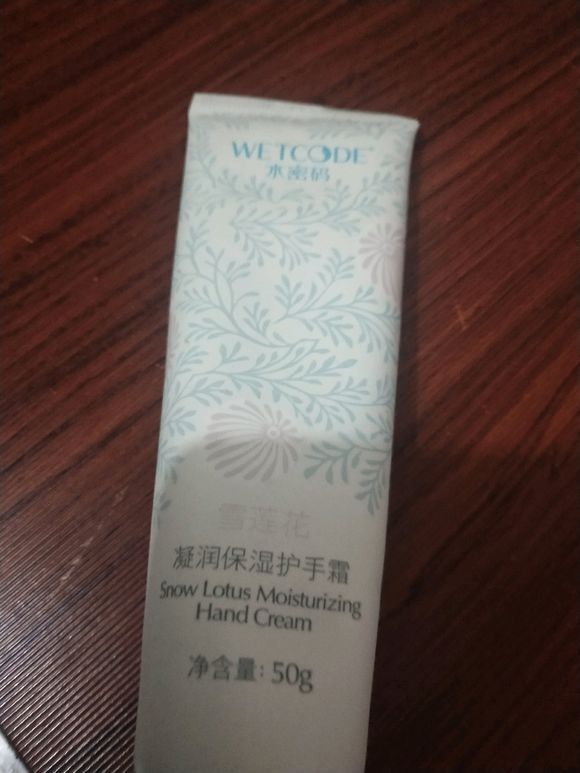 WETCODE
水密码
雪莲花
凝润保湿护手霜
Snow Lotus Moisturizing
Hand Cream
净含量: 50g